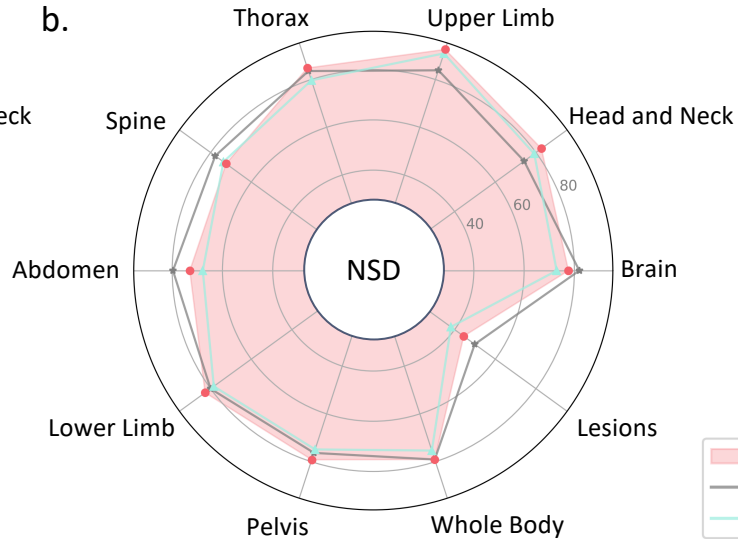 b.
Thorax
Upper Limb
eck
Spine
Head and Neck
80
60
40
Abdomen
NSD
Brain
Lower Limb
Lesions
Pelvis
Whole Body